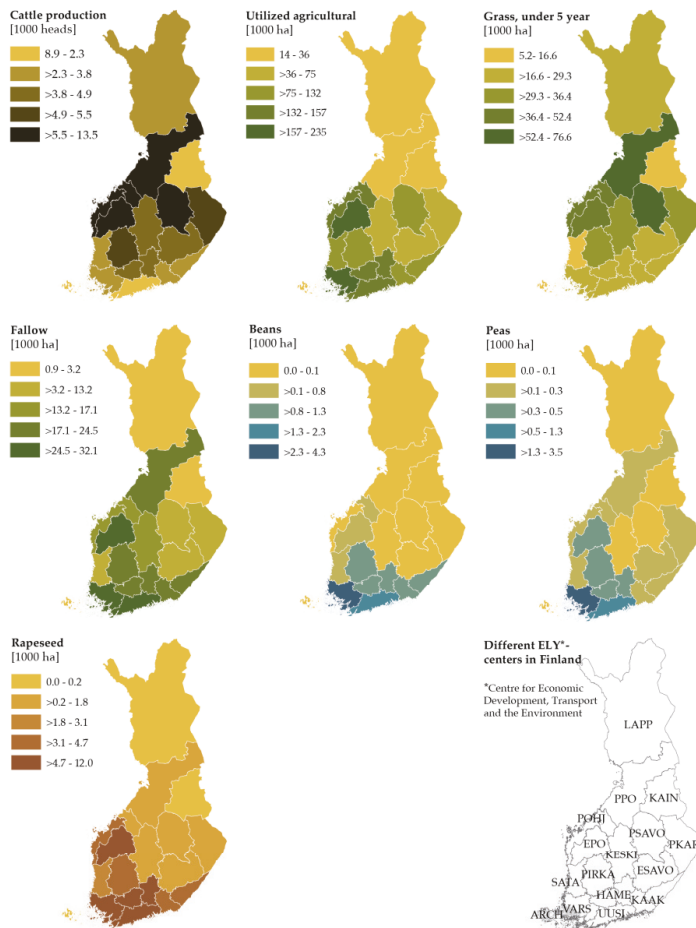 Cattle production
[1000 heads]
8.9 - 2.3
>2.3 - 3.8
>3.8 - 4.9
>4.9 - 5.5
>5.5 - 13.5
Utilized agricultural
[1000 ha]
14 - 36
>36 - 75
>75 - 132
>132 - 157
>157 - 235
Grass, under 5 year
[1000 ha]
5.2- 16.6
>16.6 - 29.3
>29.3 - 36.4
>36.4 - 52.4
>52.4 - 76.6
Fallow
[1000 ha]
0.9 - 3.2
>3.2 - 13.2
>13.2 - 17.1
>17.1 - 24.5
>24.5 - 32.1
Beans
[1000 ha]
0.0 - 0.1
>0.1 - 0.8
>0.8 - 1.3
>1.3 - 2.3
>2.3 - 4.3
Peas
[1000 ha]
0.0 - 0.1
>0.1 - 0.3
>0.3 - 0.5
>0.5 - 1.3
>1.3 - 3.5
Rapeseed
[1000 ha]
0.0 - 0.2
>0.2 - 1.8
>1.8 - 3.1
>3.1 - 4.7
>4.7 - 12.0
Different ELY*-
centers in Finland
*Centre for Economic
Development, Transport
and the Environment
LAPP
PPO KAIN
POHJ
PSAVO
EPO PKAR
KESKI
PIRKA ESAVO
SATA
HÄME KAAK
ARCH VARS UUSI